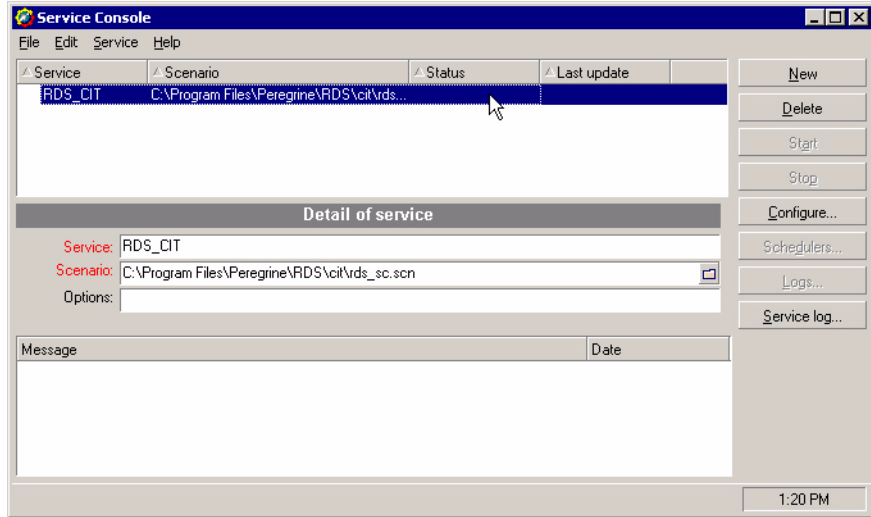 Service Console
File Edit Service Help
Service Scenario Status Last update
RDS_CIT C:\Program Files\Peregrine\RDS\cit\rds...
New
Delete
Start
Stop
Detail of service
Configure...
Service: RDS_CIT
Schedulers...
Scenario: C:\Program Files\Peregrine\RDS\cit\rds_sc.scn
Logs...
Options:
Service log...
Message Date
1:20 PM